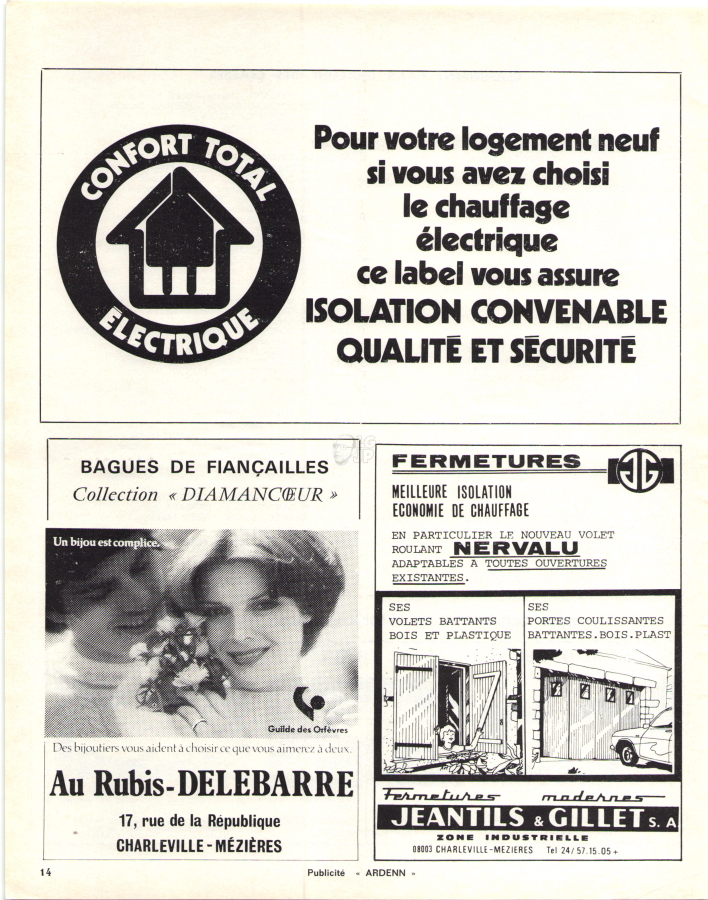 CONFORT TOTAL
ÉLECTRIQUE
Pour votre logement neuf
si vous avez choisi
le chauffage
électrique
ce label vous assure
ISOLATION CONVENABLE
QUALITÉ ET SÉCURITÉ
BAGUES DE FIANÇAILLES
Collection « DIAMANCŒUR »
Un bijou est complice.
Guilde des Orfèvres
Des bijoutiers vous aident à choisir ce que vous aimerez à deux.
Au Rubis-DELEBARRE
17, rue de la République
CHARLEVILLE - MÉZIÈRES
FERMETURES
JG
MEILLEURE ISOLATION
ECONOMIE DE CHAUFFAGE
EN PARTICULIER LE NOUVEAU VOLET
ROULANT NERVALU
ADAPTABLES A TOUTES OUVERTURES
EXISTANTES.
SES
VOLETS BATTANTS
BOIS ET PLASTIQUE
SES
PORTES COULISSANTES
BATTANTES.BOIS.PLAST
Fermetures modernes
JEANTILS & GILLET S. A
ZONE INDUSTRIELLE
08003 CHARLEVILLE-MEZIERES Tel 24/57.15.05+
14
Publicité « ARDENN »